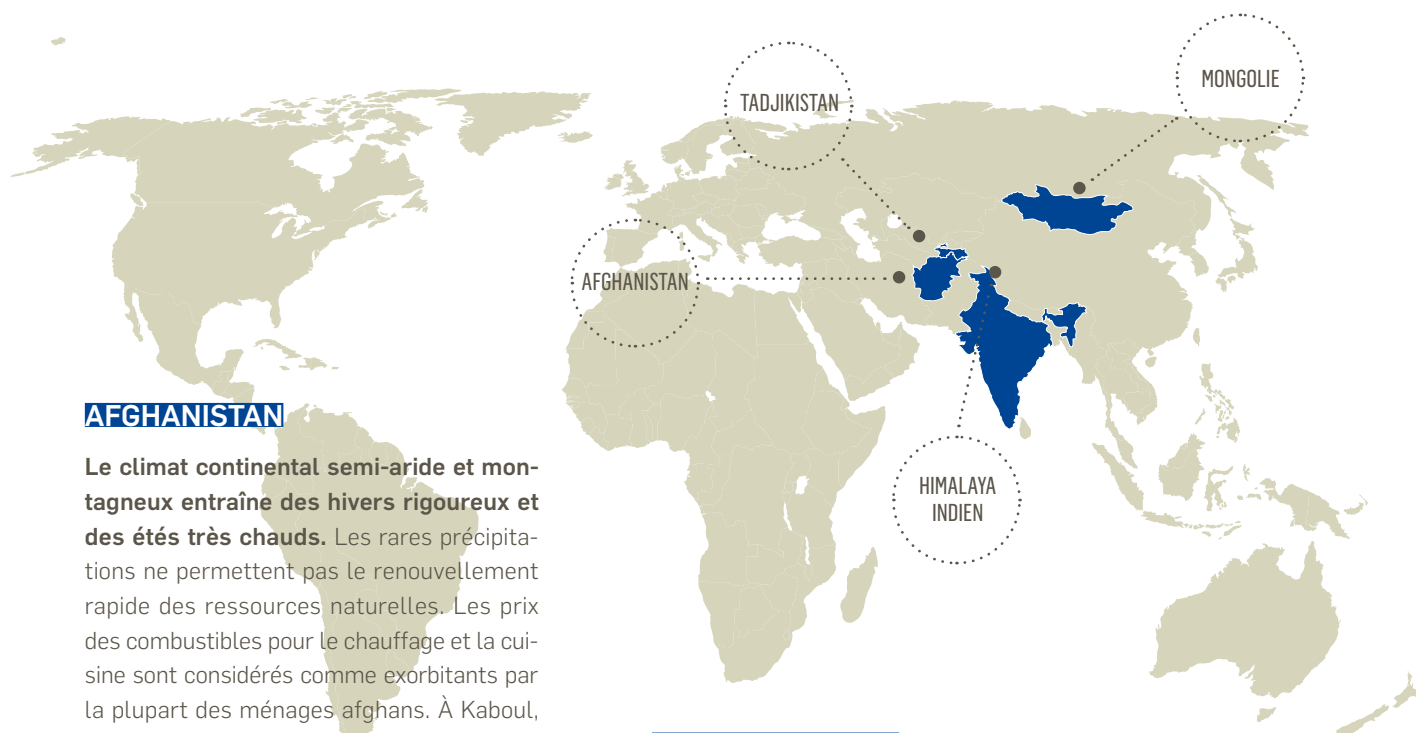 MONGOLIE
TADJIKISTAN
AFGHANISTAN
HIMALAYA
INDIEN
AFGHANISTAN
Le climat continental semi-aride et mon-
tagneux entraîne des hivers rigoureux et
des étés très chauds. Les rares précipita-
tions ne permettent pas le renouvellement
rapide des ressources naturelles. Les prix
des combustibles pour le chauffage et la cui-
sine sont considérés comme exorbitants par
la plupart des ménages afghans. À Kaboul,